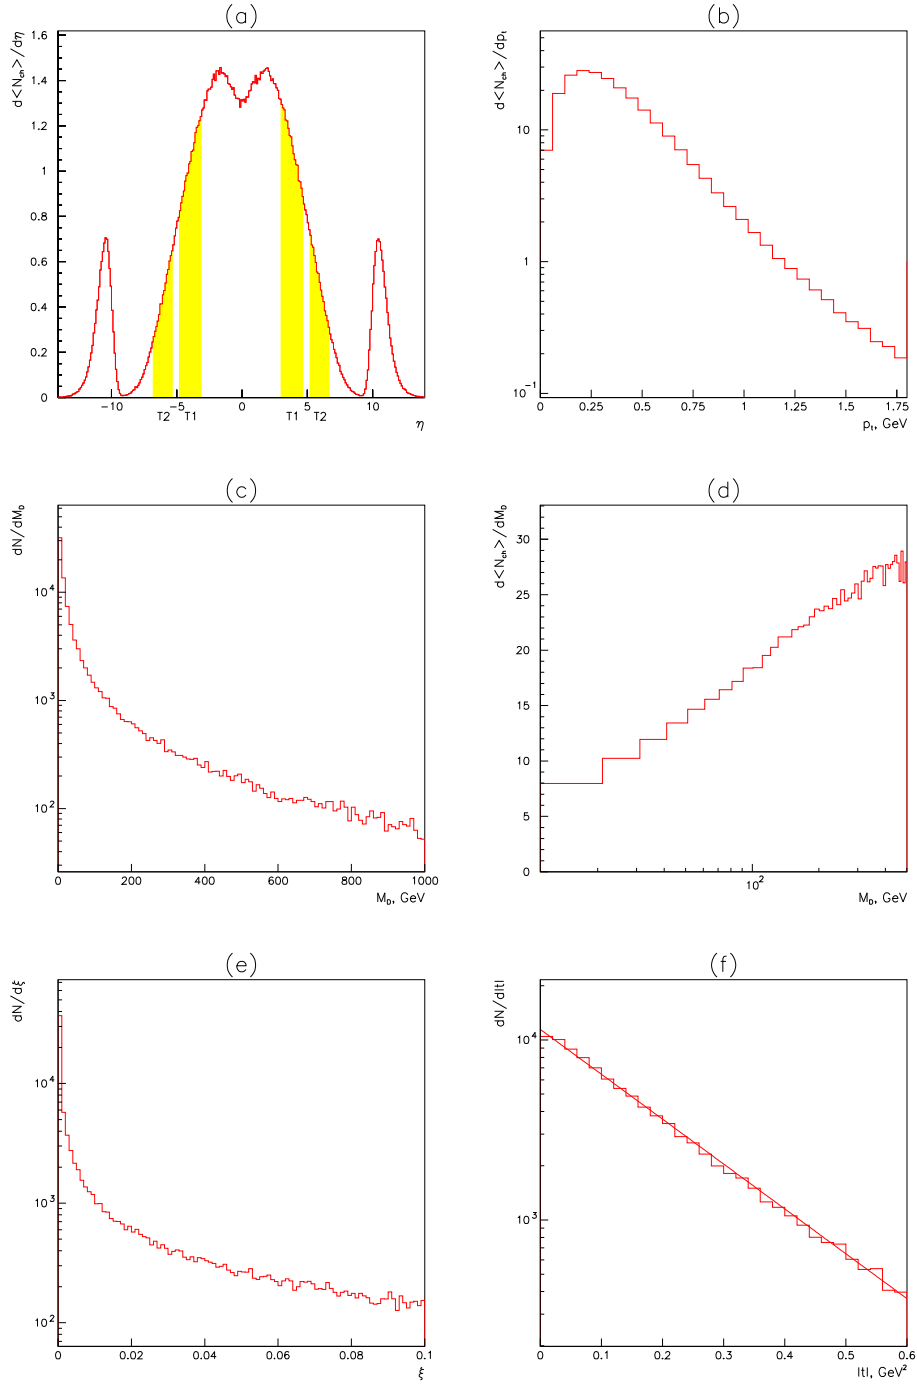 (a)
d<N_ch>/dη
1.6
1.4
1.2
1
0.8
0.6
0.4
0.2
0
−10 −5 0 5 10
T2 T1 T1 T2
η
(b)
d<N_ch>/dp_t
10
1
10^−1
0 0.25 0.5 0.75 1 1.25 1.5 1.75
p_t, GeV
(c)
dN/dM_D
10^4
10^3
10^2
0 200 400 600 800 1000
M_D, GeV
(d)
d<N_ch>/dM_D
30
25
20
15
10
5
0
10^2
M_D, GeV
(e)
dN/dξ
10^4
10^3
10^2
0 0.02 0.04 0.06 0.08 0.1
ξ
(f)
dN/d|t|
10^4
10^3
0 0.1 0.2 0.3 0.4 0.5 0.6
|t|, GeV^2